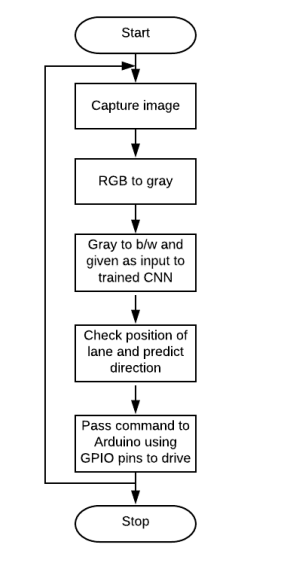 Start
Capture image
RGB to gray
Gray to b/w and
given as input to
trained CNN
Check position of
lane and predict
direction
Pass command to
Arduino using
GPIO pins to drive
Stop